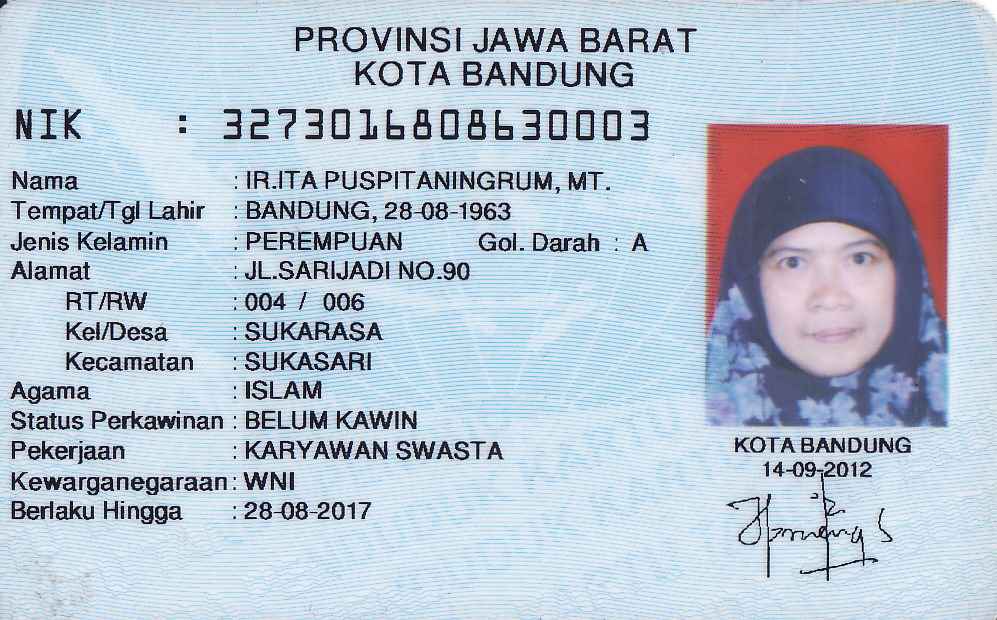 PROVINSI JAWA BARAT
KOTA BANDUNG
NIK : 3273016808630003
Nama : IR.ITA PUSPITANINGRUM, MT.
Tempat/Tgl Lahir : BANDUNG, 28-08-1963
Jenis Kelamin : PEREMPUAN Gol. Darah : A
Alamat : JL.SARIJADI NO.90
RT/RW : 004 / 006
Kel/Desa : SUKARASA
Kecamatan : SUKASARI
Agama : ISLAM
Status Perkawinan : BELUM KAWIN
Pekerjaan : KARYAWAN SWASTA
Kewarganegaraan : WNI
Berlaku Hingga : 28-08-2017
KOTA BANDUNG
14-09-2012